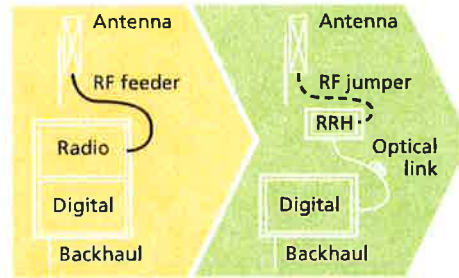 Antenna
RF feeder
Radio
Digital
Backhaul
Antenna
RF jumper
RRH
Optical
link
Digital
Backhaul